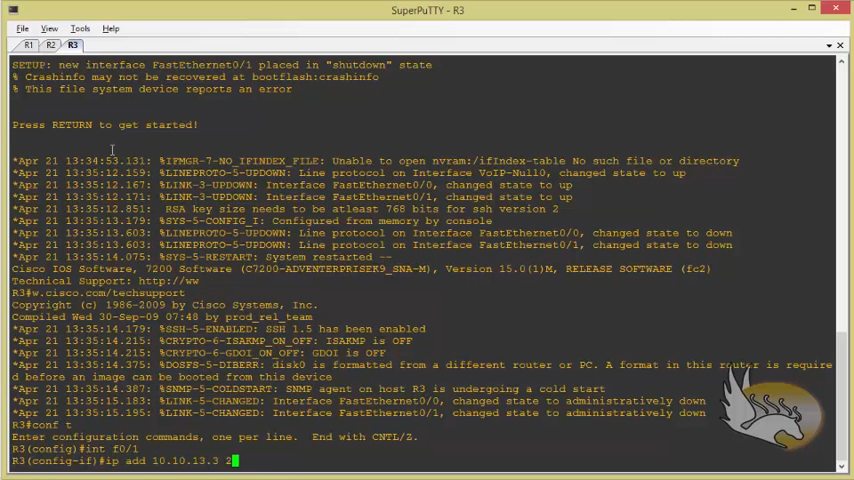 SuperPuTTY - R3
File View Tools Help
R1 R2 R3
SETUP: new interface FastEthernet0/1 placed in "shutdown" state
% Crashinfo may not be recovered at bootflash:crashinfo
% This file system device reports an error
Press RETURN to get started!
*Apr 21 13:34:53.131: %IFMGR-7-NO_IFINDEX_FILE: Unable to open nvram:/ifIndex-table No such file or directory
*Apr 21 13:35:12.159: %LINEPROTO-5-UPDOWN: Line protocol on Interface VoIP-Null0, changed state to up
*Apr 21 13:35:12.167: %LINK-3-UPDOWN: Interface FastEthernet0/0, changed state to up
*Apr 21 13:35:12.171: %LINK-3-UPDOWN: Interface FastEthernet0/1, changed state to up
*Apr 21 13:35:12.851:  RSA key size needs to be atleast 768 bits for ssh version 2
*Apr 21 13:35:13.179: %SYS-5-CONFIG_I: Configured from memory by console
*Apr 21 13:35:13.603: %LINEPROTO-5-UPDOWN: Line protocol on Interface FastEthernet0/0, changed state to down
*Apr 21 13:35:13.603: %LINEPROTO-5-UPDOWN: Line protocol on Interface FastEthernet0/1, changed state to down
*Apr 21 13:35:14.075: %SYS-5-RESTART: System restarted --
Cisco IOS Software, 7200 Software (C7200-ADVENTERPRISEK9_SNA-M), Version 15.0(1)M, RELEASE SOFTWARE (fc2)
Technical Support: http://ww
R3#w.cisco.com/techsupport
Copyright (c) 1986-2009 by Cisco Systems, Inc.
Compiled Wed 30-Sep-09 07:48 by prod_rel_team
*Apr 21 13:35:14.179: %SSH-5-ENABLED: SSH 1.5 has been enabled
*Apr 21 13:35:14.215: %CRYPTO-6-ISAKMP_ON_OFF: ISAKMP is OFF
*Apr 21 13:35:14.215: %CRYPTO-6-GDOI_ON_OFF: GDOI is OFF
*Apr 21 13:35:14.375: %DOSFS-5-DIBERR: disk0 is formatted from a different router or PC. A format in this router is require
d before an image can be booted from this device
*Apr 21 13:35:14.387: %SNMP-5-COLDSTART: SNMP agent on host R3 is undergoing a cold start
*Apr 21 13:35:15.183: %LINK-5-CHANGED: Interface FastEthernet0/0, changed state to administratively down
*Apr 21 13:35:15.195: %LINK-5-CHANGED: Interface FastEthernet0/1, changed state to administratively down
R3#conf t
Enter configuration commands, one per line.  End with CNTL/Z.
R3(config)#int f0/1
R3(config-if)#ip add 10.10.13.3 2